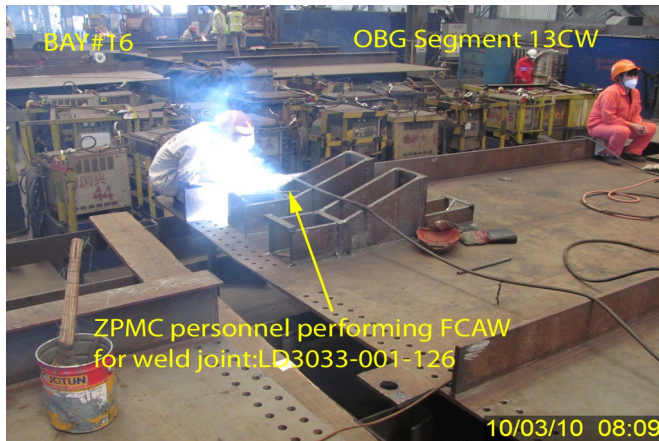 BAY#16
OBG Segment 13CW
44
ZPMC personnel performing FCAW
for weld joint:LD3033-001-126
JOTUN
10/03/10 08:09